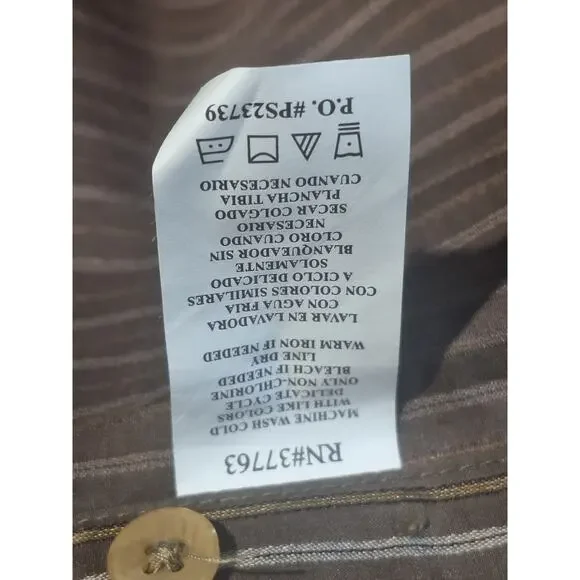 RN#37763
MACHINE WASH COLD
WITH LIKE COLORS
DELICATE CYCLE
ONLY NON-CHLORINE
BLEACH IF NEEDED
LINE DRY
WARM IRON IF NEEDED
LAVAR EN LAVADORA
CON AGUA FRIA
CON COLORES SIMILARES
A CICLO DELICADO
SOLAMENTE
BLANQUEADOR SIN
CLORO CUANDO
NECESARIO
SECAR COLGADO
PLANCHA TIBIA
CUANDO NECESARIO
P.O. #PS23739